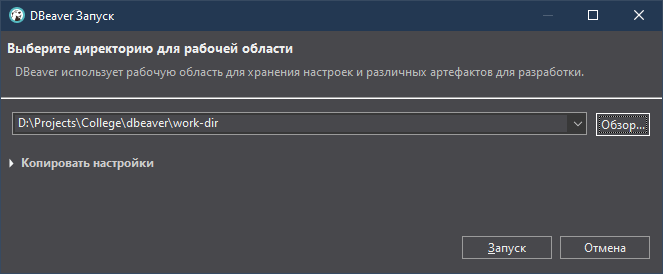 DBeaver Запуск
Выберите директорию для рабочей области
DBeaver использует рабочую область для хранения настроек и различных артефактов для разработки.
D:\Projects\College\dbeaver\work-dir
Обзор...
Копировать настройки
Запуск
Отмена